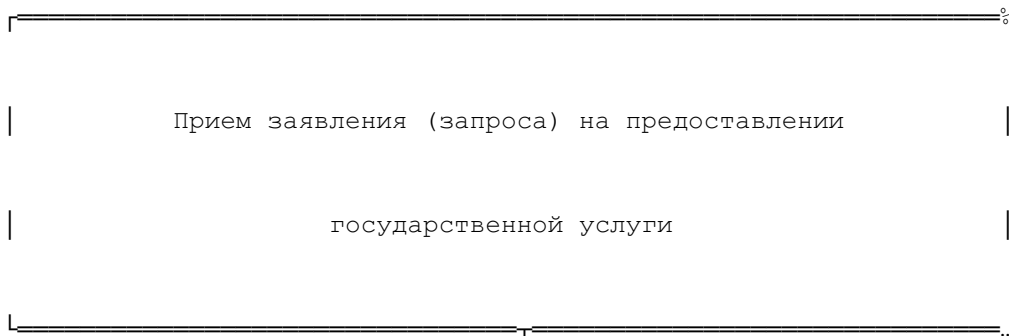 Прием заявления (запроса) на предоставлении
государственной услуги